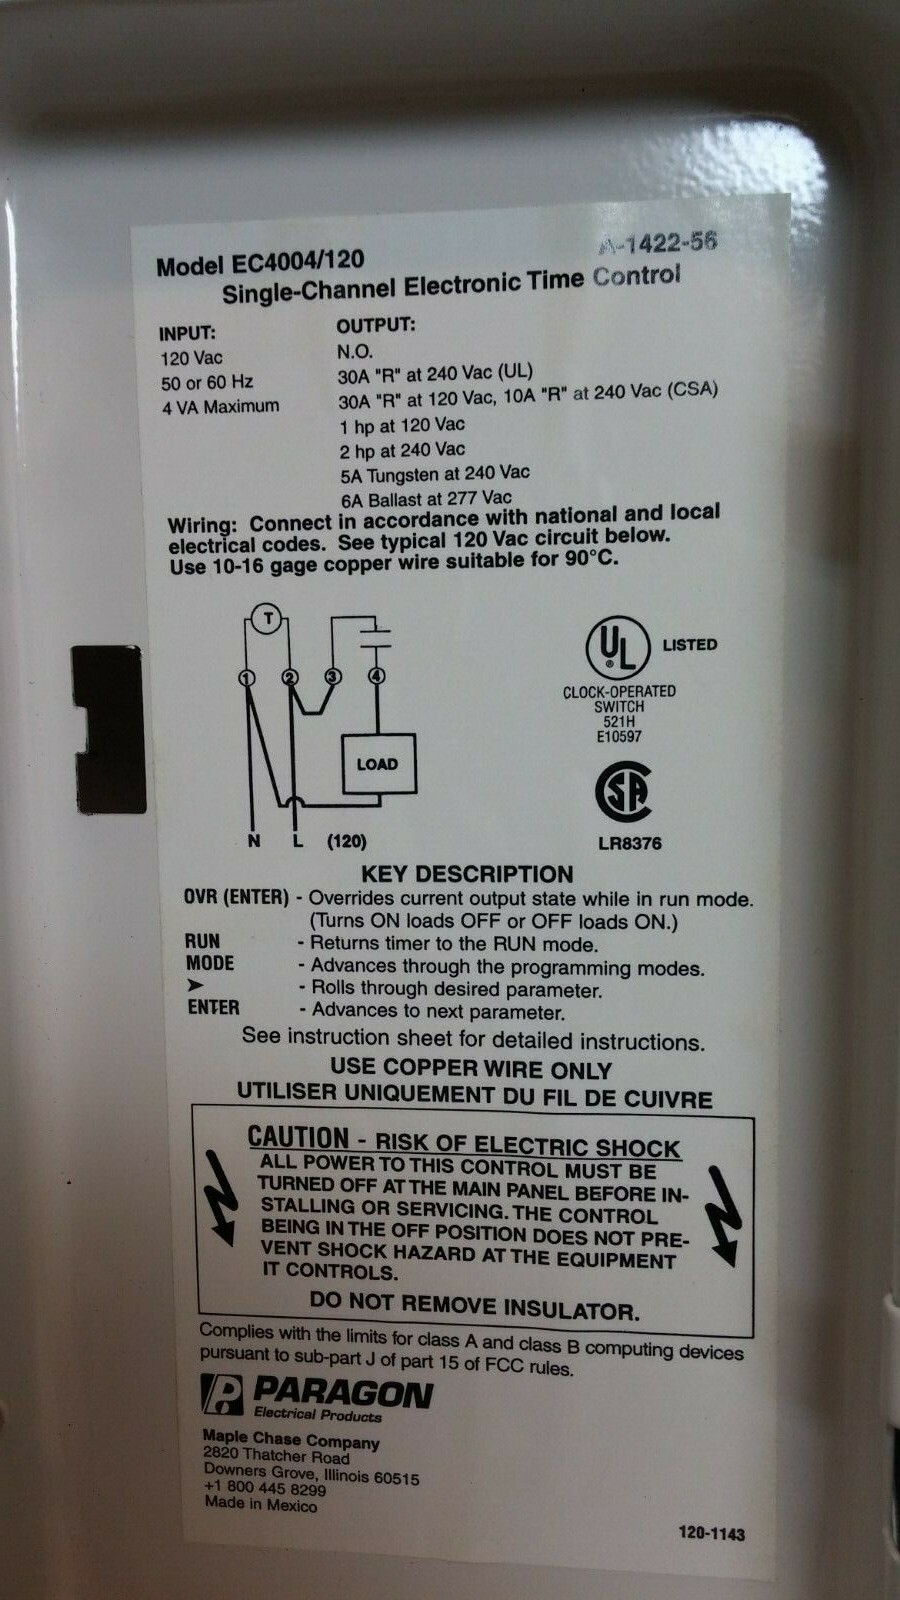 A-1422-56
Model EC4004/120
Single-Channel Electronic Time Control
INPUT:
120 Vac
50 or 60 Hz
4 VA Maximum
OUTPUT:
N.O.
30A "R" at 240 Vac (UL)
30A "R" at 120 Vac, 10A "R" at 240 Vac (CSA)
1 hp at 120 Vac
2 hp at 240 Vac
5A Tungsten at 240 Vac
6A Ballast at 277 Vac
Wiring: Connect in accordance with national and local
electrical codes. See typical 120 Vac circuit below.
Use 10-16 gage copper wire suitable for 90°C.
T
1 2 3 4
LOAD
N L (120)
UL ® LISTED
CLOCK-OPERATED
SWITCH
521H
E10597
SA
LR8376
KEY DESCRIPTION
OVR (ENTER) - Overrides current output state while in run mode.
(Turns ON loads OFF or OFF loads ON.)
RUN - Returns timer to the RUN mode.
MODE - Advances through the programming modes.
➤ - Rolls through desired parameter.
ENTER - Advances to next parameter.
See instruction sheet for detailed instructions.
USE COPPER WIRE ONLY
UTILISER UNIQUEMENT DU FIL DE CUIVRE
CAUTION - RISK OF ELECTRIC SHOCK
ALL POWER TO THIS CONTROL MUST BE
TURNED OFF AT THE MAIN PANEL BEFORE IN-
STALLING OR SERVICING. THE CONTROL
BEING IN THE OFF POSITION DOES NOT PRE-
VENT SHOCK HAZARD AT THE EQUIPMENT
IT CONTROLS.
DO NOT REMOVE INSULATOR.
Complies with the limits for class A and class B computing devices
pursuant to sub-part J of part 15 of FCC rules.
P PARAGON
Electrical Products
Maple Chase Company
2820 Thatcher Road
Downers Grove, Illinois 60515
+1 800 445 8299
Made in Mexico
120-1143